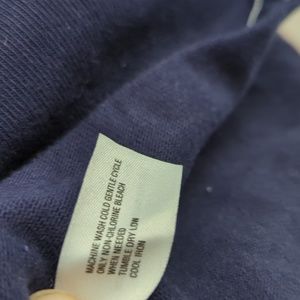 MACHINE WASH COLD GENTLE CYCLE
ONLY NON-CHLORINE BLEACH
WHEN NEEDED
TUMBLE DRY LOW
COOL IRON